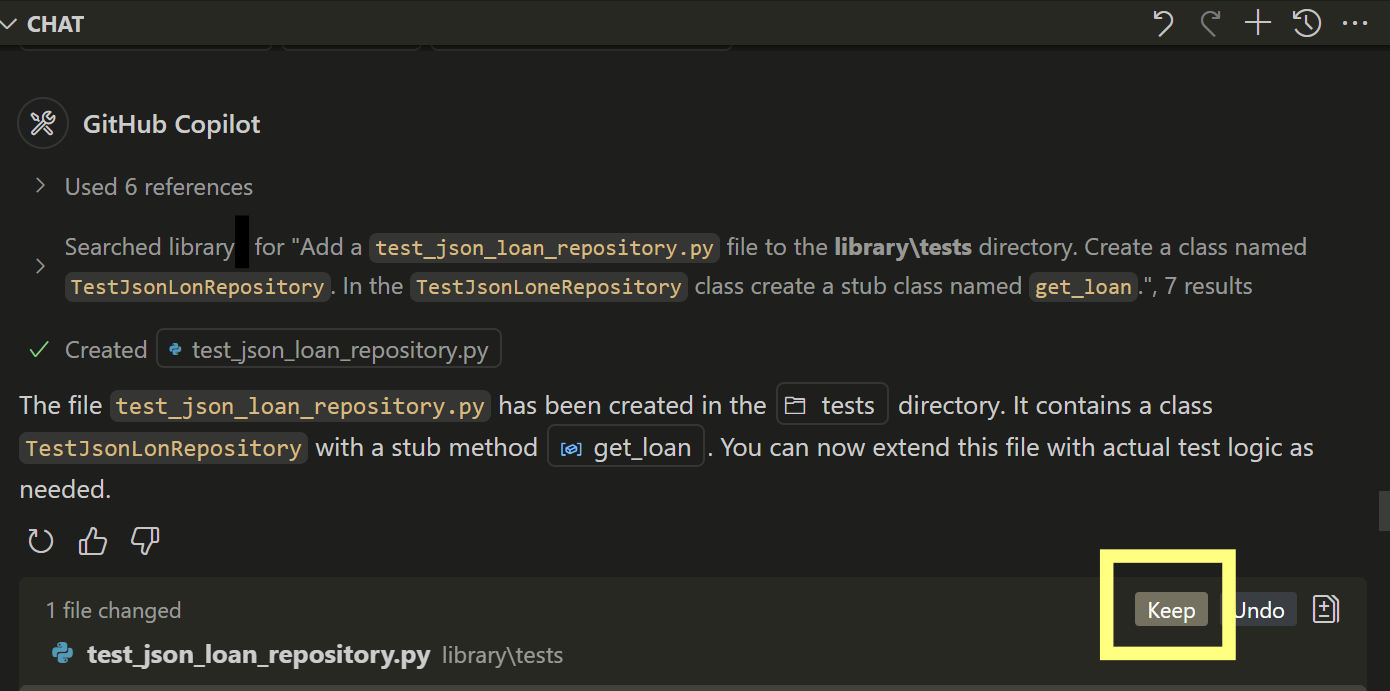 CHAT
GitHub Copilot
Used 6 references
Searched library for "Add a test_json_loan_repository.py file to the library\tests directory. Create a class named
TestJsonLonRepository. In the TestJsonLoneRepository class create a stub class named get_loan.", 7 results
Created test_json_loan_repository.py
The file test_json_loan_repository.py has been created in the tests directory. It contains a class
TestJsonLonRepository with a stub method get_loan. You can now extend this file with actual test logic as
needed.
1 file changed Keep Undo
test_json_loan_repository.py library\tests